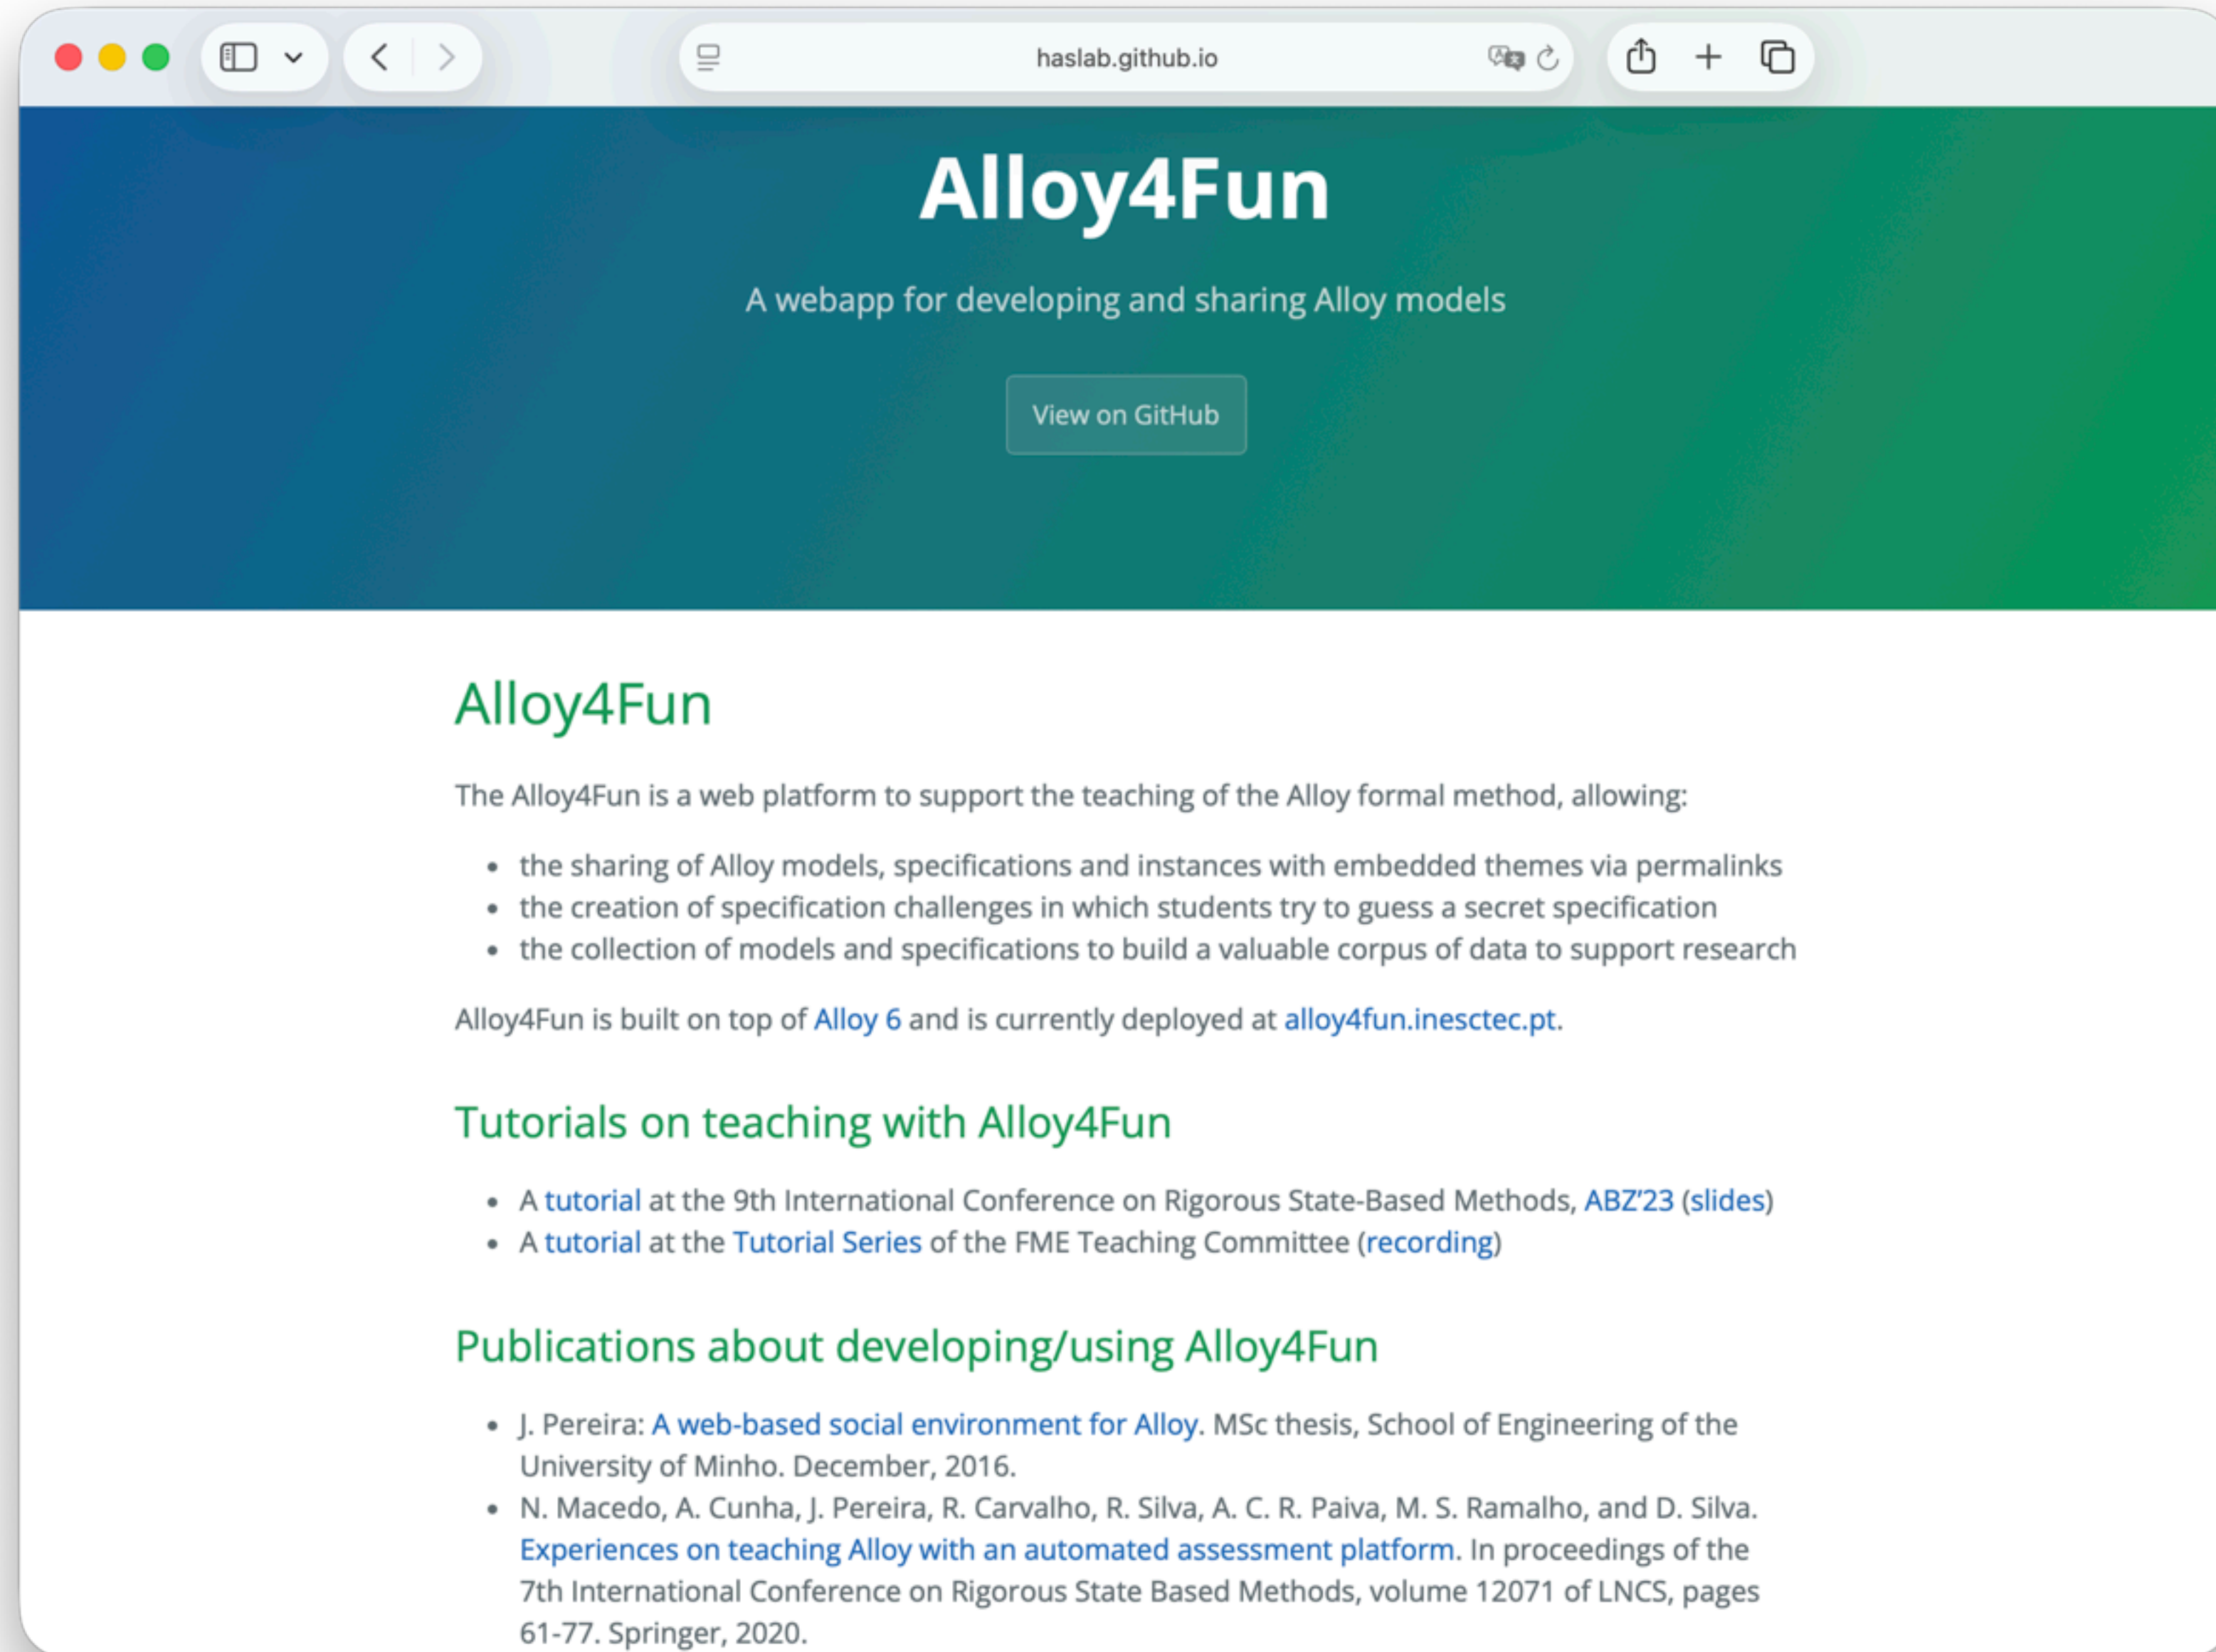 haslab.github.io
Alloy4Fun
A webapp for developing and sharing Alloy models
View on GitHub
Alloy4Fun
The Alloy4Fun is a web platform to support the teaching of the Alloy formal method, allowing:
• the sharing of Alloy models, specifications and instances with embedded themes via permalinks
• the creation of specification challenges in which students try to guess a secret specification
• the collection of models and specifications to build a valuable corpus of data to support research
Alloy4Fun is built on top of Alloy 6 and is currently deployed at alloy4fun.inesctec.pt.
Tutorials on teaching with Alloy4Fun
• A tutorial at the 9th International Conference on Rigorous State-Based Methods, ABZ’23 (slides)
• A tutorial at the Tutorial Series of the FME Teaching Committee (recording)
Publications about developing/using Alloy4Fun
• J. Pereira: A web-based social environment for Alloy. MSc thesis, School of Engineering of the
University of Minho. December, 2016.
• N. Macedo, A. Cunha, J. Pereira, R. Carvalho, R. Silva, A. C. R. Paiva, M. S. Ramalho, and D. Silva.
Experiences on teaching Alloy with an automated assessment platform. In proceedings of the
7th International Conference on Rigorous State Based Methods, volume 12071 of LNCS, pages
61-77. Springer, 2020.